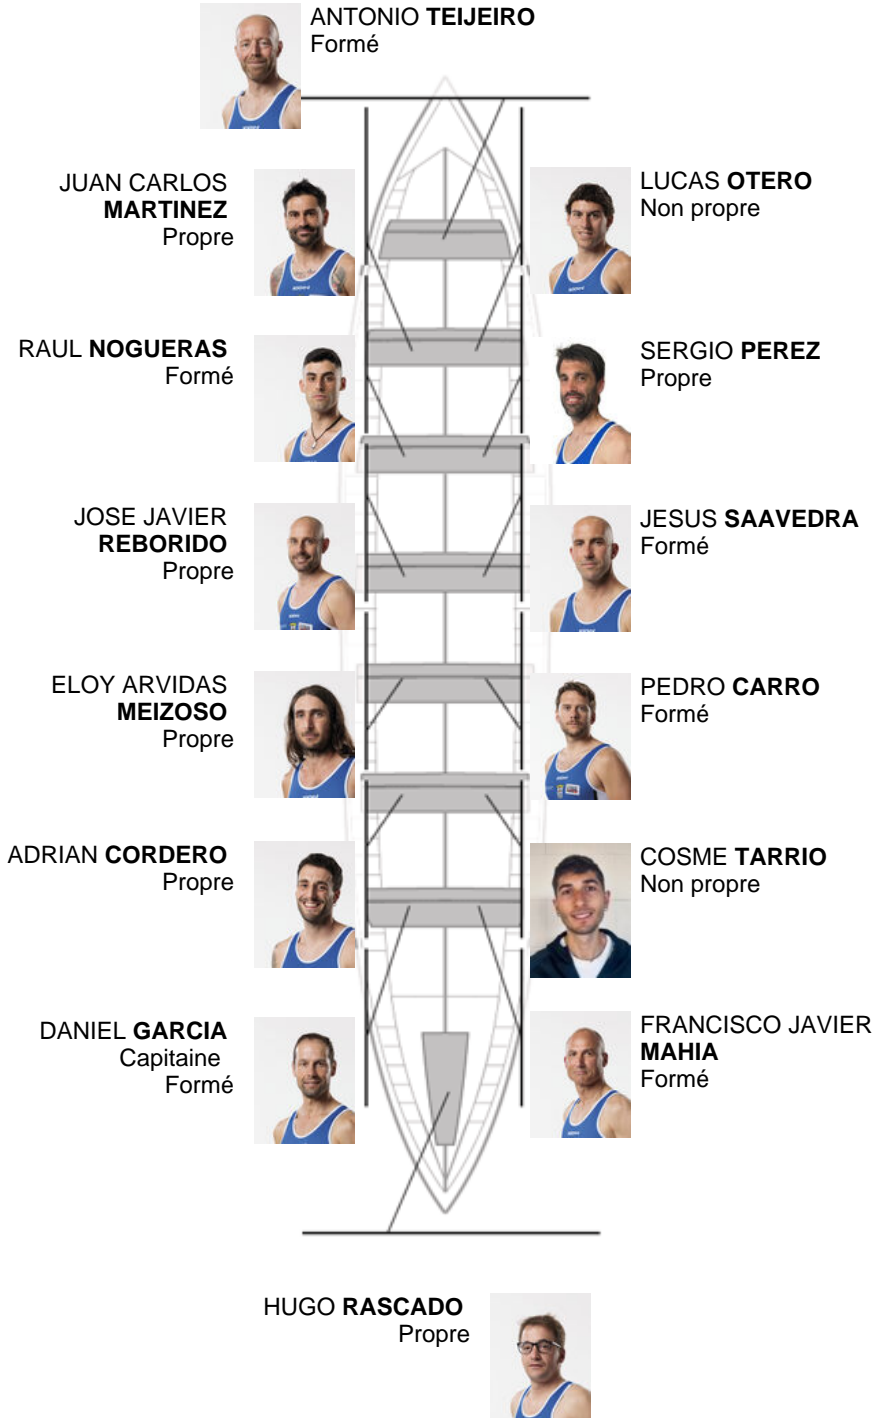 ANTONIO TEIJEIRO
Formé
JUAN CARLOS
MARTINEZ
Propre
LUCAS OTERO
Non propre
RAUL NOGUERAS
Formé
SERGIO PEREZ
Propre
JOSE JAVIER
REBORIDO
Propre
JESUS SAAVEDRA
Formé
ELOY ARVIDAS
MEIZOSO
Propre
PEDRO CARRO
Formé
ADRIAN CORDERO
Propre
COSME TARRIO
Non propre
DANIEL GARCIA
Capitaine
Formé
FRANCISCO JAVIER
MAHIA
Formé
HUGO RASCADO
Propre